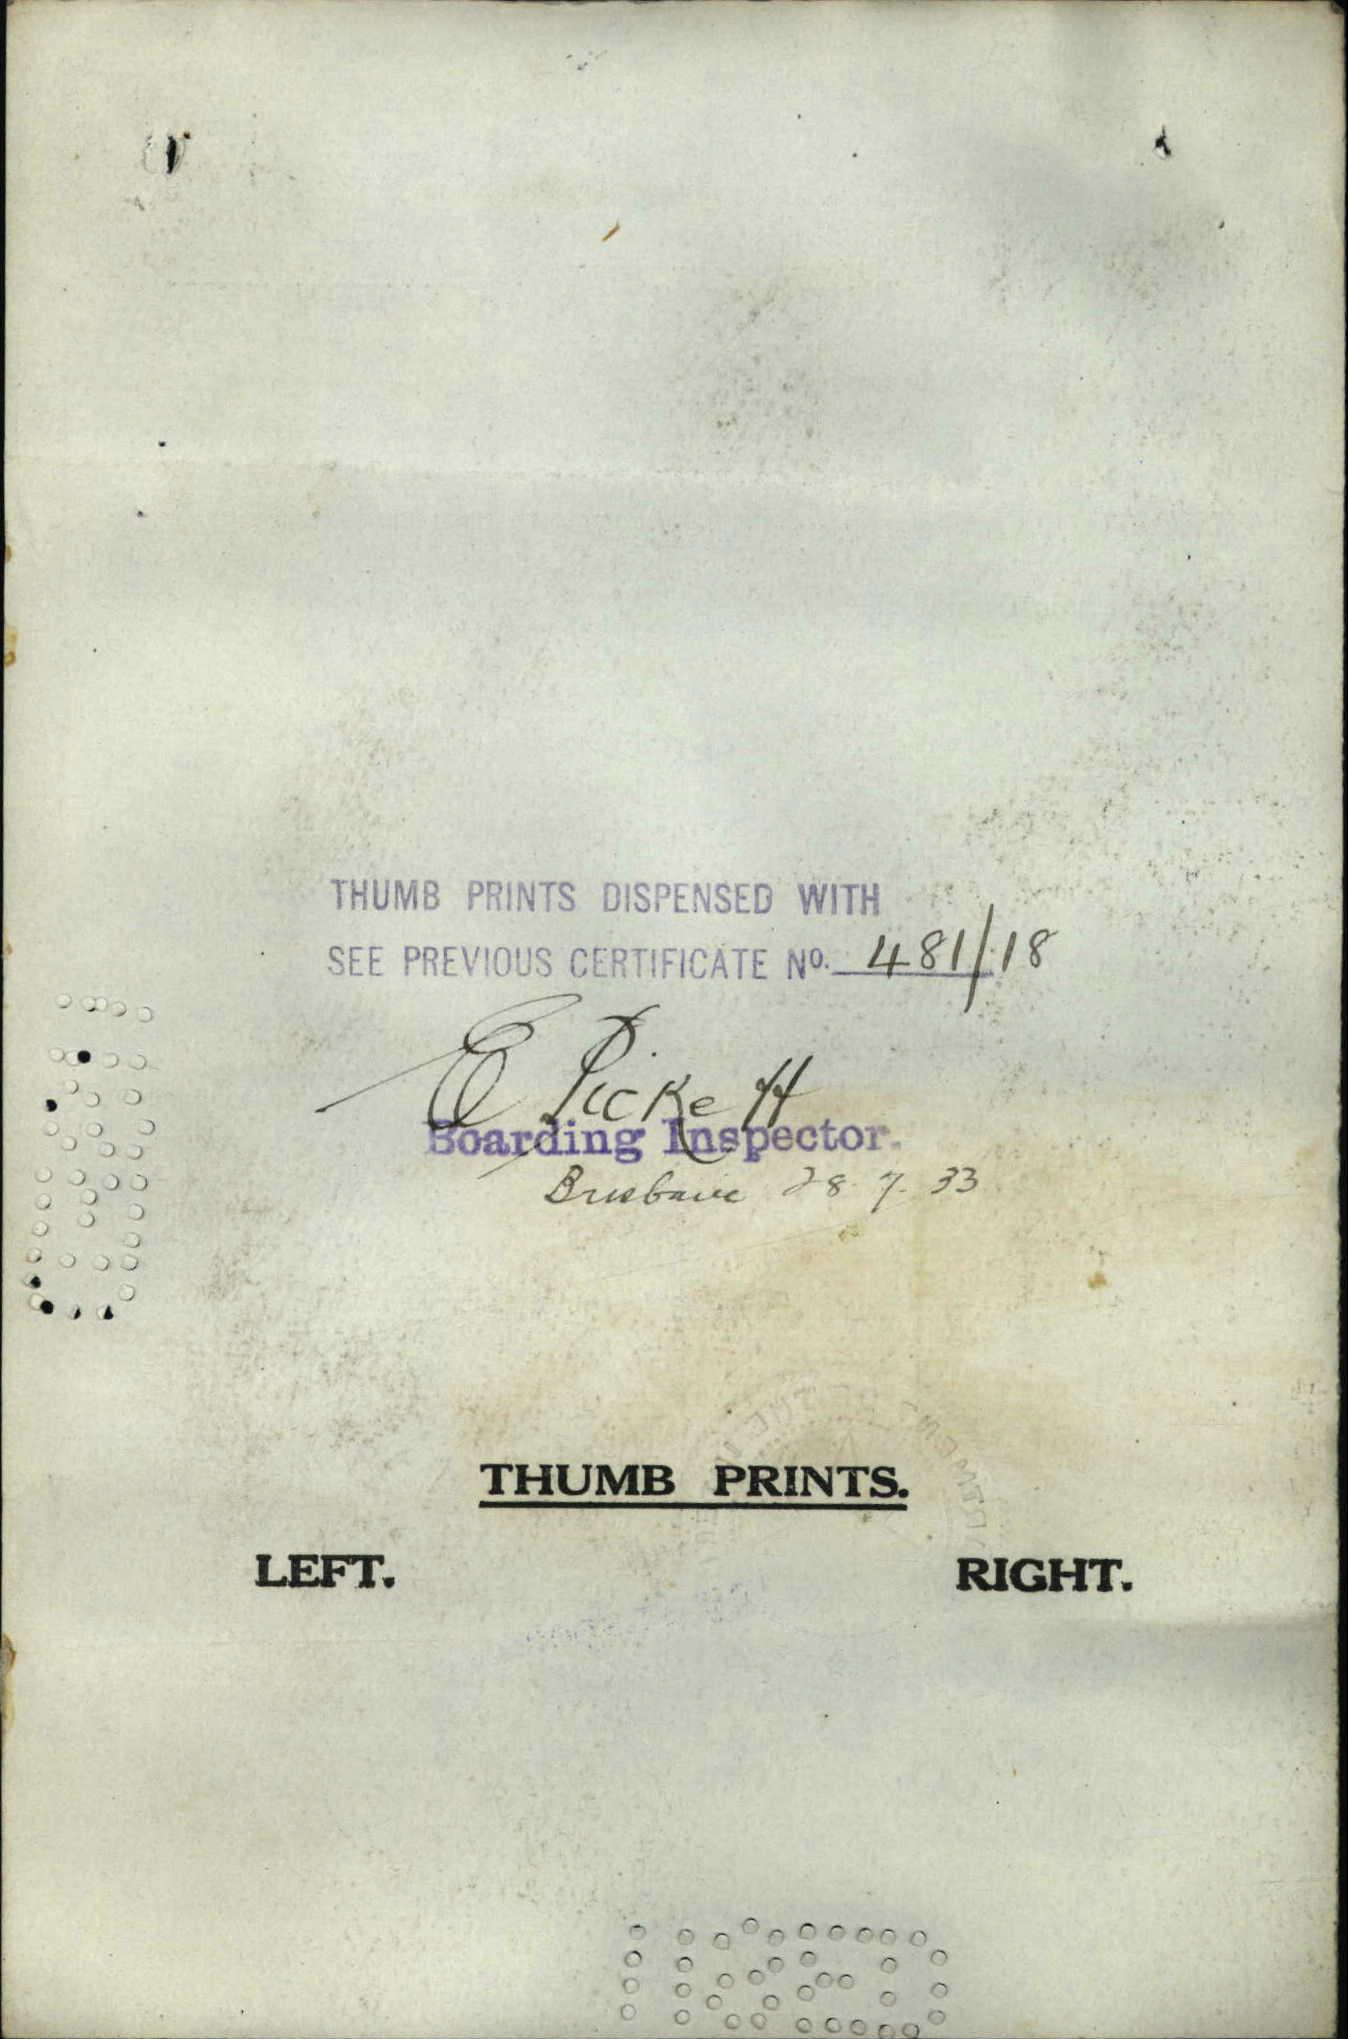 THUMB PRINTS DISPENSED WITH
SEE PREVIOUS CERTIFICATE No. 481/18
E Pickett
Boarding Inspector.
Brisbane 28. 7. 33
THUMB PRINTS.
LEFT. RIGHT.